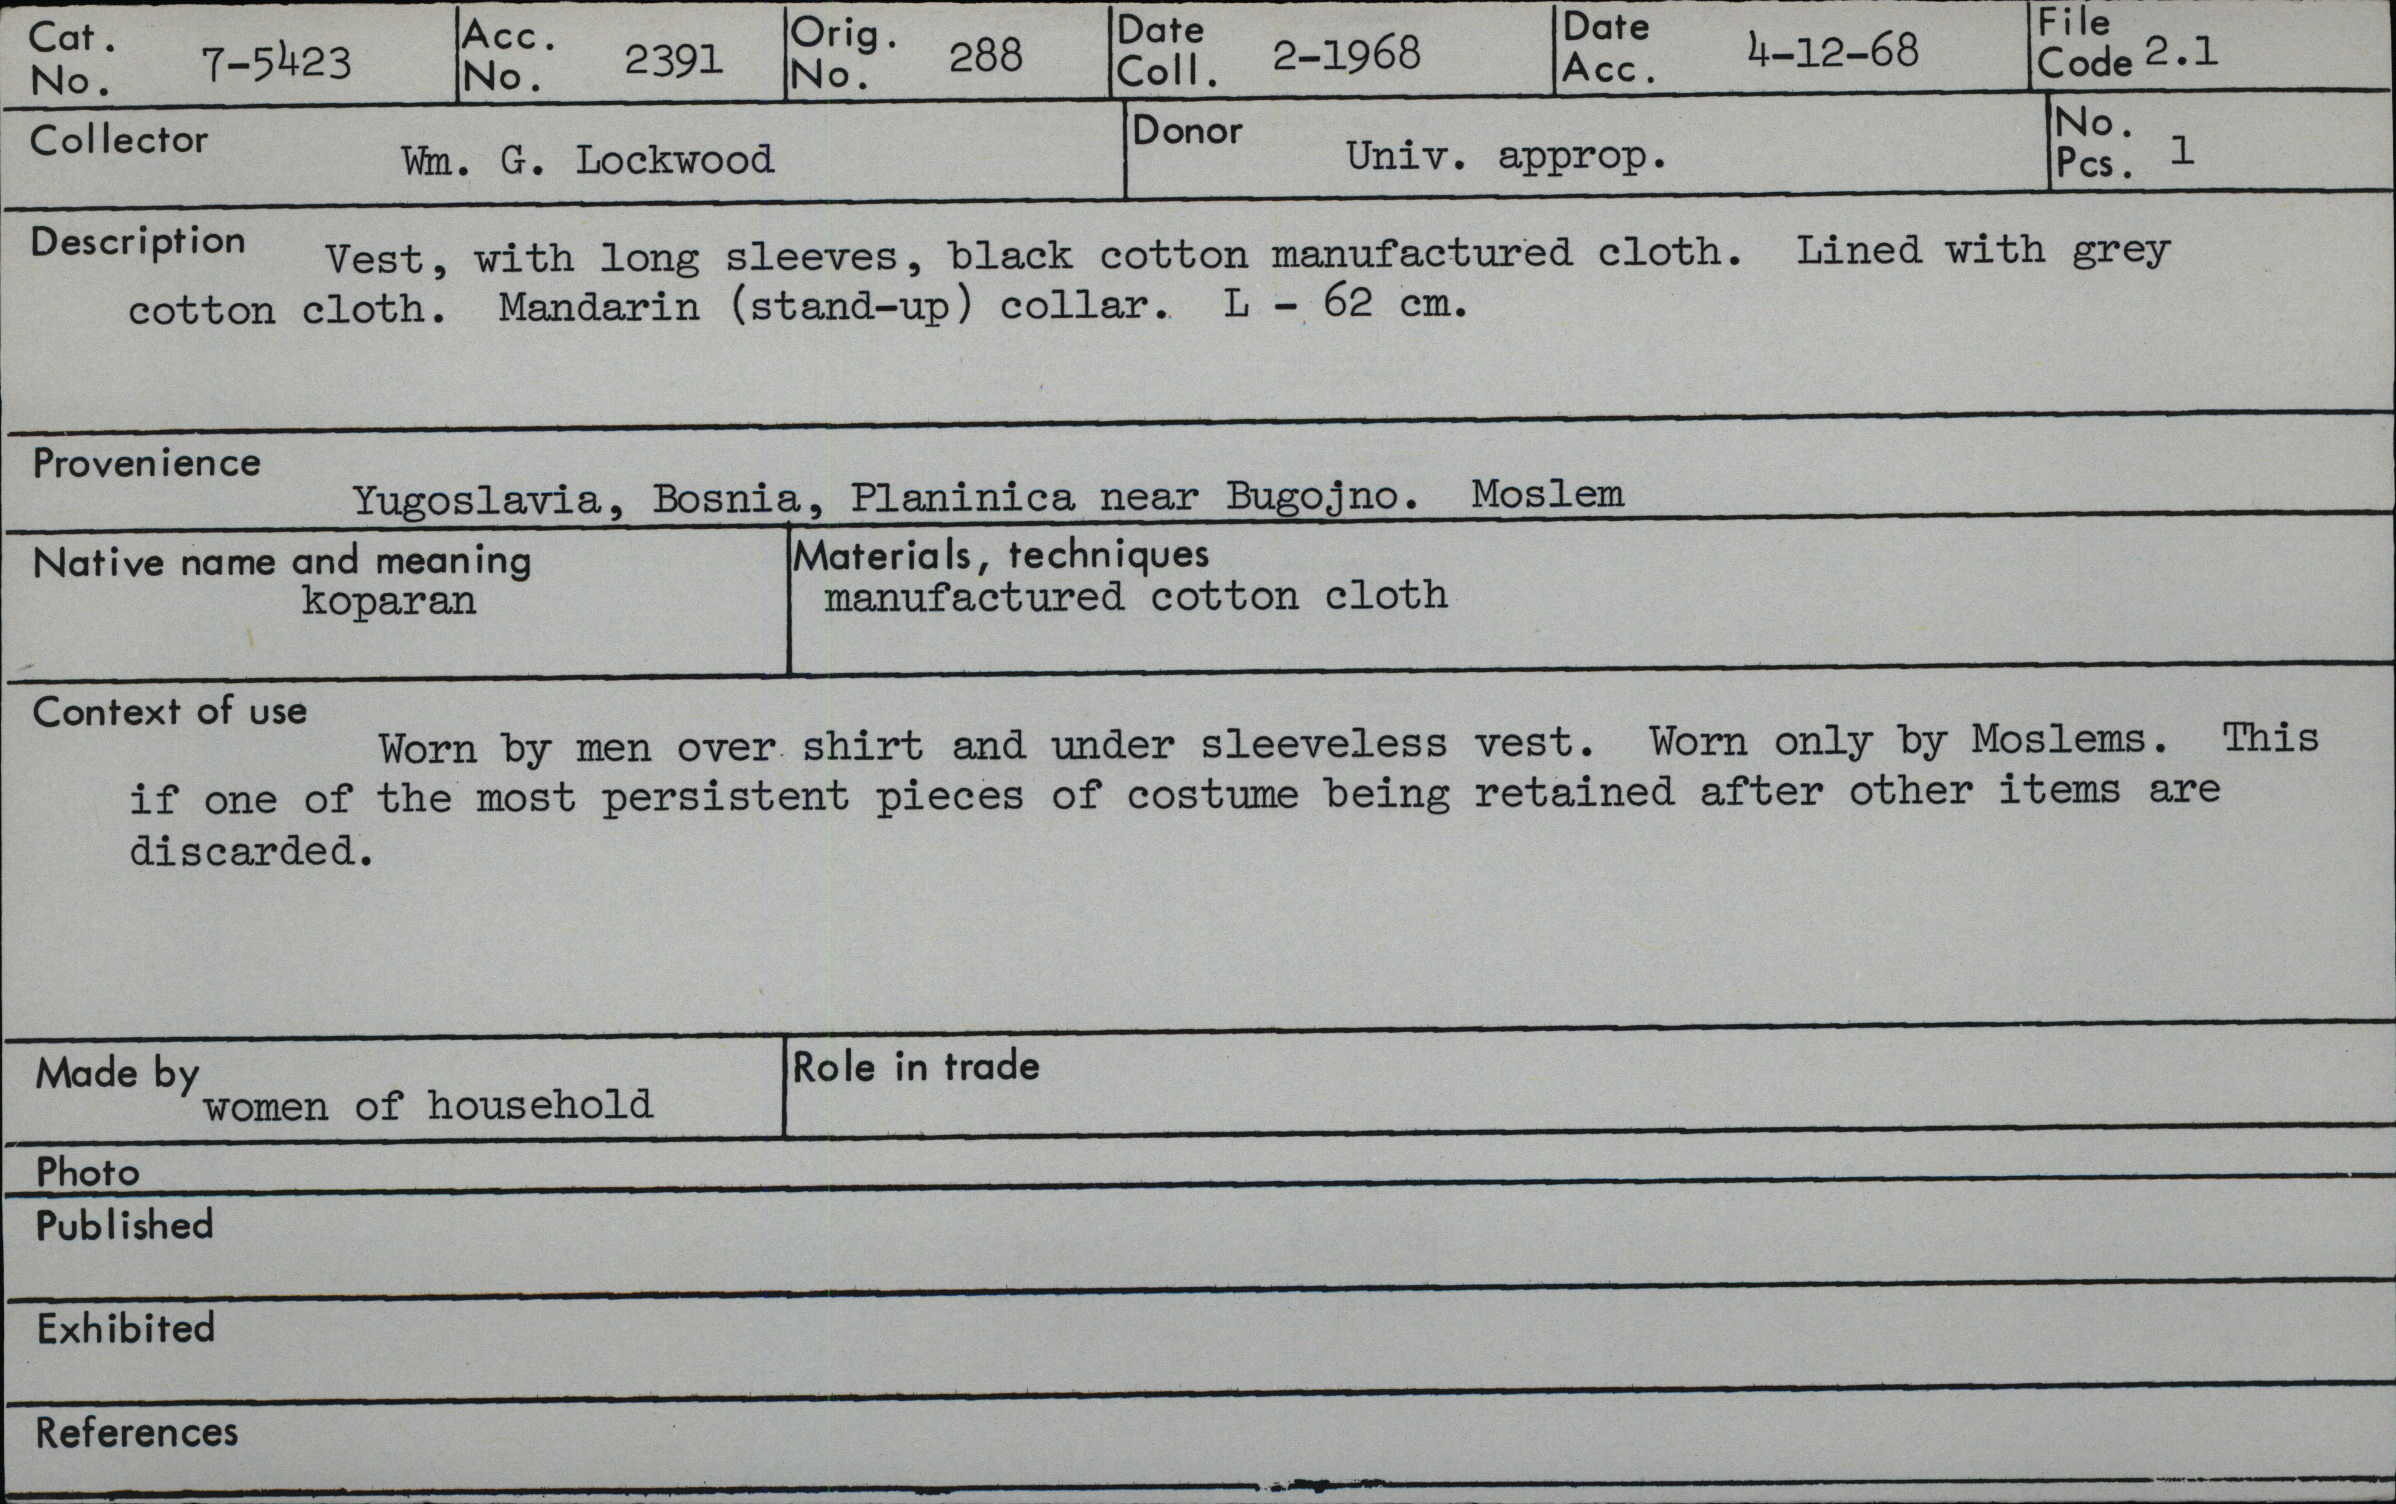 Cat. No. 7-5423 Acc. No. 2391 Orig. No. 288 Date Coll. 2-1968 Date Acc. 4-12-68 File Code 2.1
Collector Wm. G. Lockwood Donor Univ. approp. No. Pcs. 1
Description Vest, with long sleeves, black cotton manufactured cloth. Lined with grey
cotton cloth. Mandarin (stand-up) collar. L - 62 cm.
Provenience
Yugoslavia, Bosnia, Planinica near Bugojno. Moslem
Native name and meaning
koparan
Materials, techniques
manufactured cotton cloth
Context of use
Worn by men over shirt and under sleeveless vest. Worn only by Moslems. This
if one of the most persistent pieces of costume being retained after other items are
discarded.
Made by
women of household
Role in trade
Photo
Published
Exhibited
References